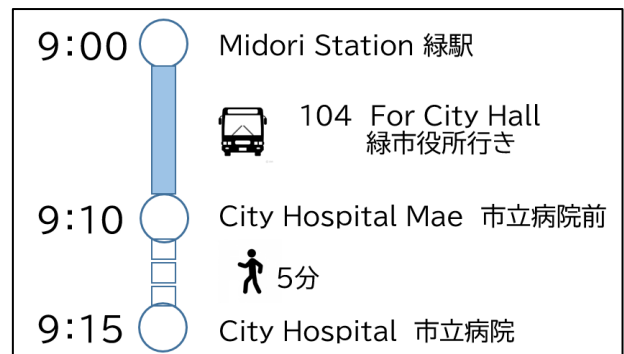 9:00 Midori Station 緑駅
104 For City Hall
緑市役所行き
9:10 City Hospital Mae 市立病院前
5分
9:15 City Hospital 市立病院